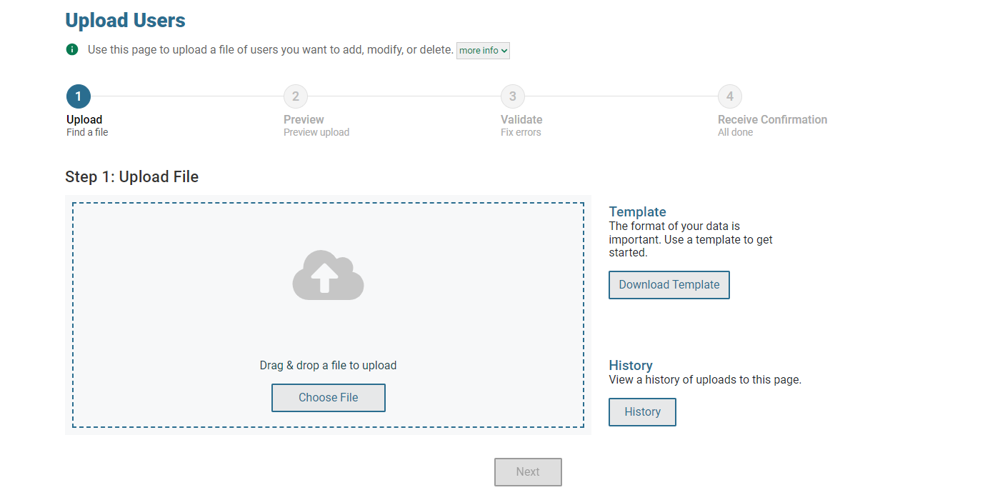 Upload Users
Use this page to upload a file of users you want to add, modify, or delete. more info
1
2
3
4
Upload
Preview
Validate
Receive Confirmation
Find a file
Preview upload
Fix errors
All done
Step 1: Upload File
Drag & drop a file to upload
Choose File
Template
The format of your data is
important. Use a template to get
started.
Download Template
History
View a history of uploads to this page.
History
Next